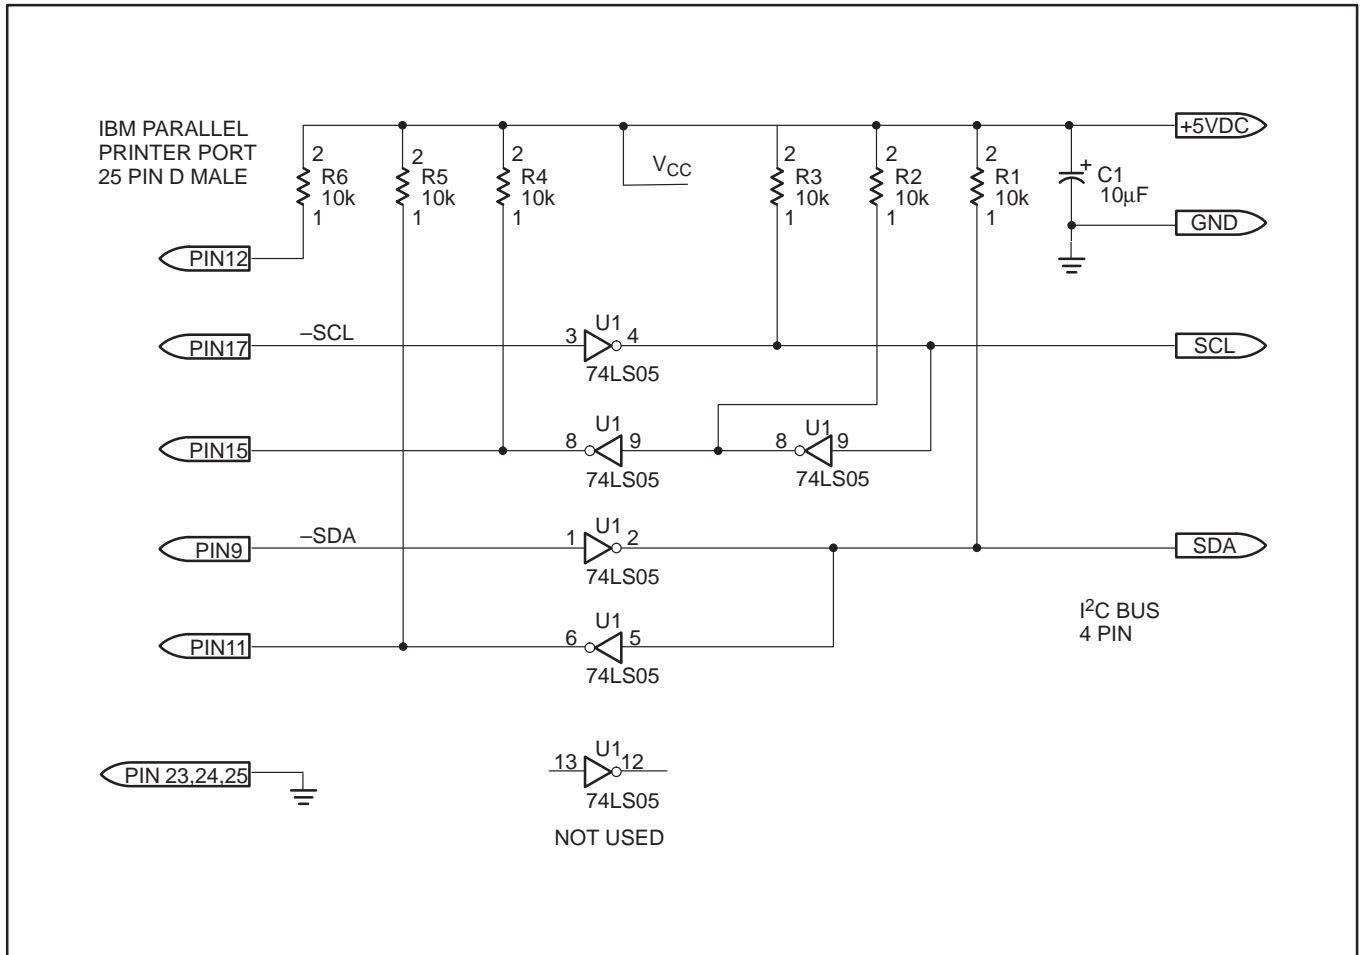 IBM PARALLEL
PRINTER PORT
25 PIN D MALE
+5VDC
2
R6
10k
1
2
R5
10k
1
2
R4
10k
1
VCC
2
R3
10k
1
2
R2
10k
1
2
R1
10k
1
+
C1
10µF
GND
PIN12
PIN17
–SCL
3
U1
4
74LS05
SCL
PIN15
8
U1
9
74LS05
8
U1
9
74LS05
PIN9
–SDA
1
U1
2
74LS05
SDA
PIN11
6
U1
5
74LS05
I²C BUS
4 PIN
PIN 23,24,25
13
U1
12
74LS05
NOT USED